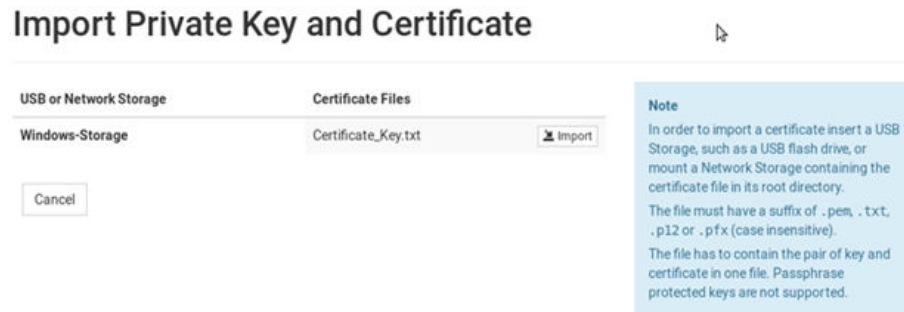 Import Private Key and Certificate
USB or Network Storage Certificate Files
Windows-Storage Certificate_Key.txt Import
Cancel
Note
In order to import a certificate insert a USB
Storage, such as a USB flash drive, or
mount a Network Storage containing the
certificate file in its root directory.
The file must have a suffix of .pem, .txt,
.p12 or .pfx (case insensitive).
The file has to contain the pair of key and
certificate in one file. Passphrase
protected keys are not supported.